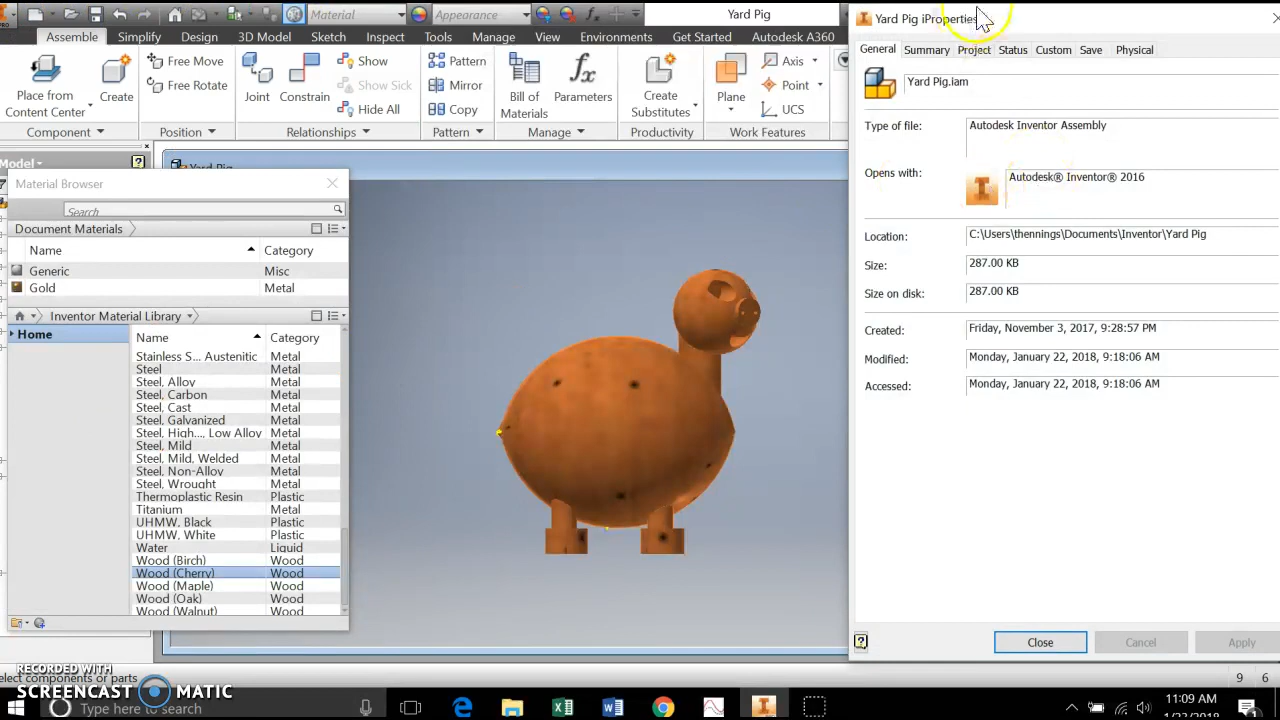 Material
Appearance
Yard Pig
Yard Pig iProperties
PRO
Assemble Simplify Design 3D Model Sketch Inspect Tools Manage View Environments Get Started Autodesk A360
General Summary Project Status Custom Save Physical
Place from
Content Center
Create
Free Move
Free Rotate
Joint
Constrain
Show
Show Sick
Hide All
Pattern
Mirror
Copy
Bill of
Materials
Parameters
Create
Substitutes
Plane
Axis
Point
UCS
Component
Position
Relationships
Pattern
Manage
Productivity
Work Features
Yard Pig.iam
Type of file: Autodesk Inventor Assembly
Opens with: Autodesk® Inventor® 2016
Location: C:\Users\thennings\Documents\Inventor\Yard Pig
Size: 287.00 KB
Size on disk: 287.00 KB
Created: Friday, November 3, 2017, 9:28:57 PM
Modified: Monday, January 22, 2018, 9:18:06 AM
Accessed: Monday, January 22, 2018, 9:18:06 AM
Close Cancel Apply
Model
Yard Pig
Material Browser
Search
Document Materials
Name Category
Generic Misc
Gold Metal
Inventor Material Library
Home
Name Category
Stainless S... Austenitic Metal
Steel Metal
Steel, Alloy Metal
Steel, Carbon Metal
Steel, Cast Metal
Steel, Galvanized Metal
Steel, High..., Low Alloy Metal
Steel, Mild Metal
Steel, Mild, Welded Metal
Steel, Non-Alloy Metal
Steel, Wrought Metal
Thermoplastic Resin Plastic
Titanium Metal
UHMW, Black Plastic
UHMW, White Plastic
Water Liquid
Wood (Birch) Wood
Wood (Cherry) Wood
Wood (Maple) Wood
Wood (Oak) Wood
Wood (Walnut) Wood
RECORDED WITH
SCREENCAST MATIC
select components or parts
9 6
Type here to search
11:09 AM
1/23/2018